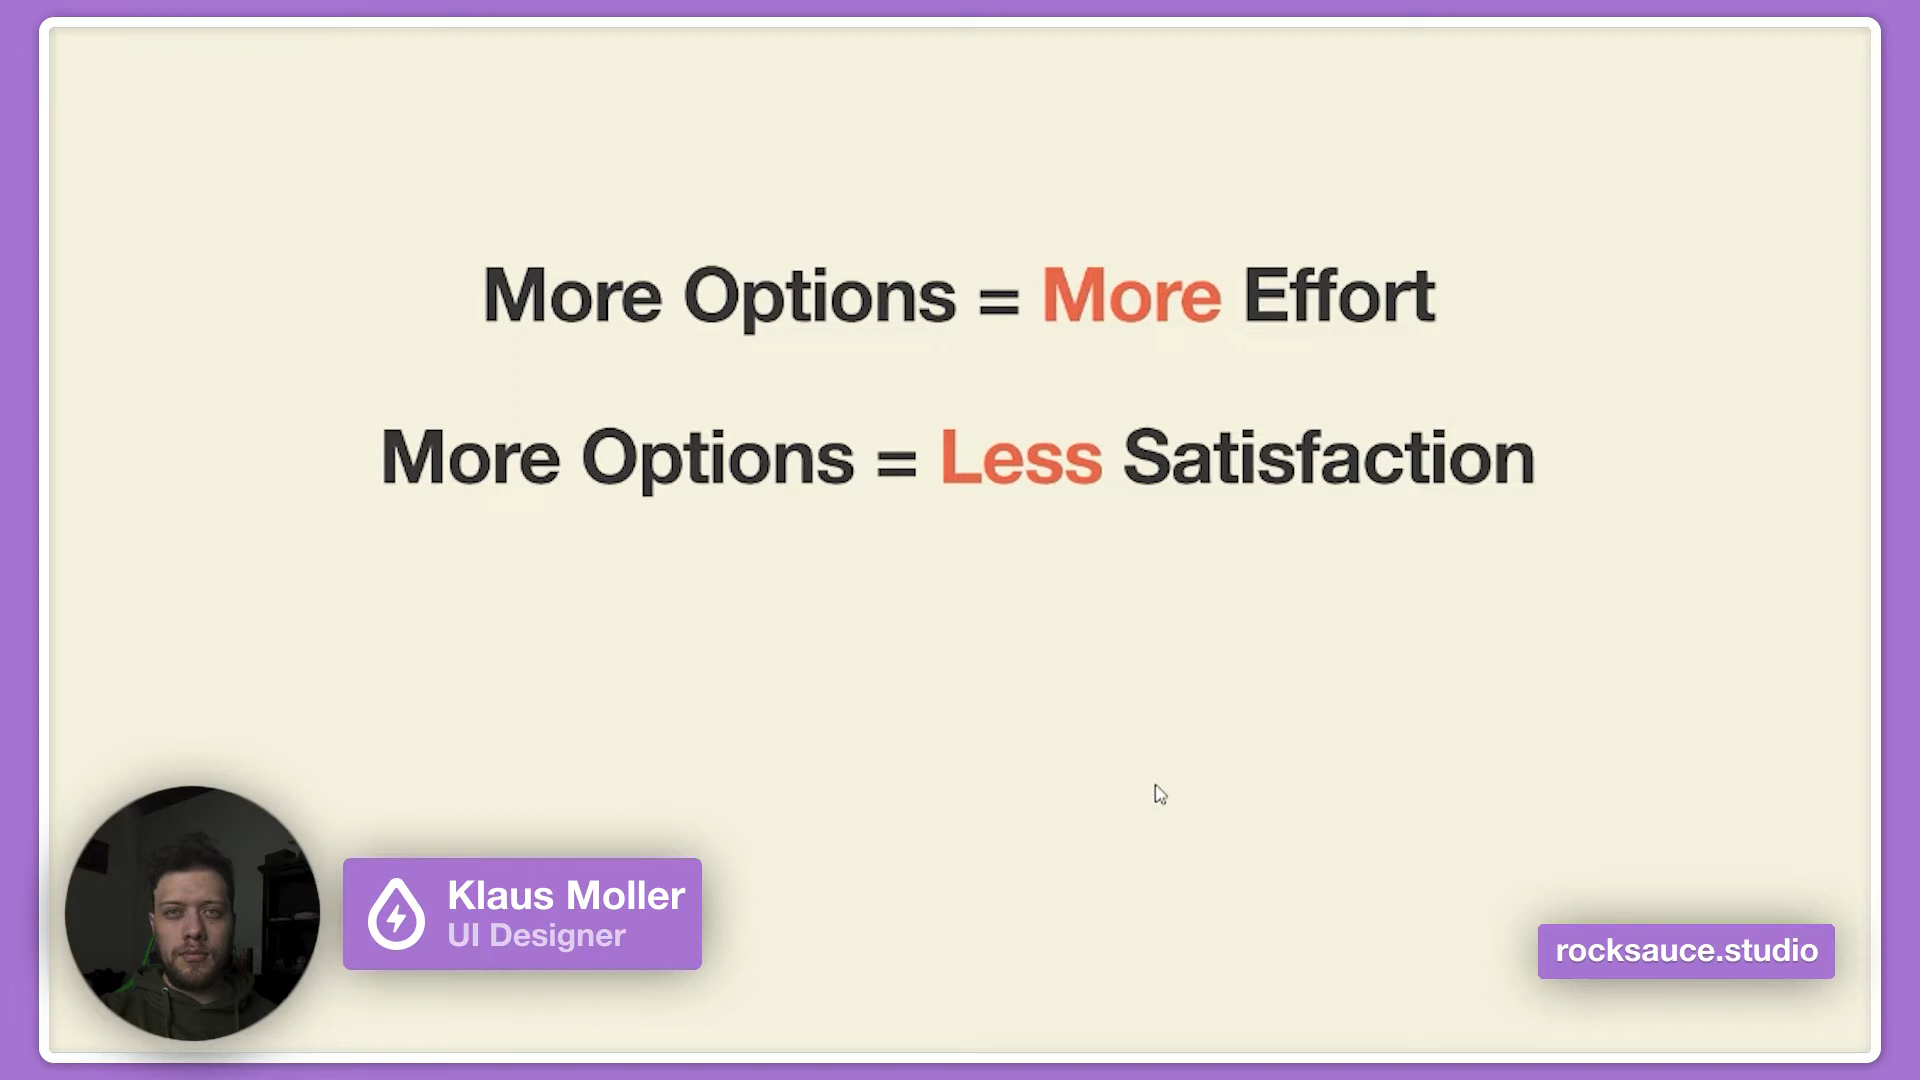 More Options = More Effort
More Options = Less Satisfaction
Klaus Moller
UI Designer
rocksauce.studio